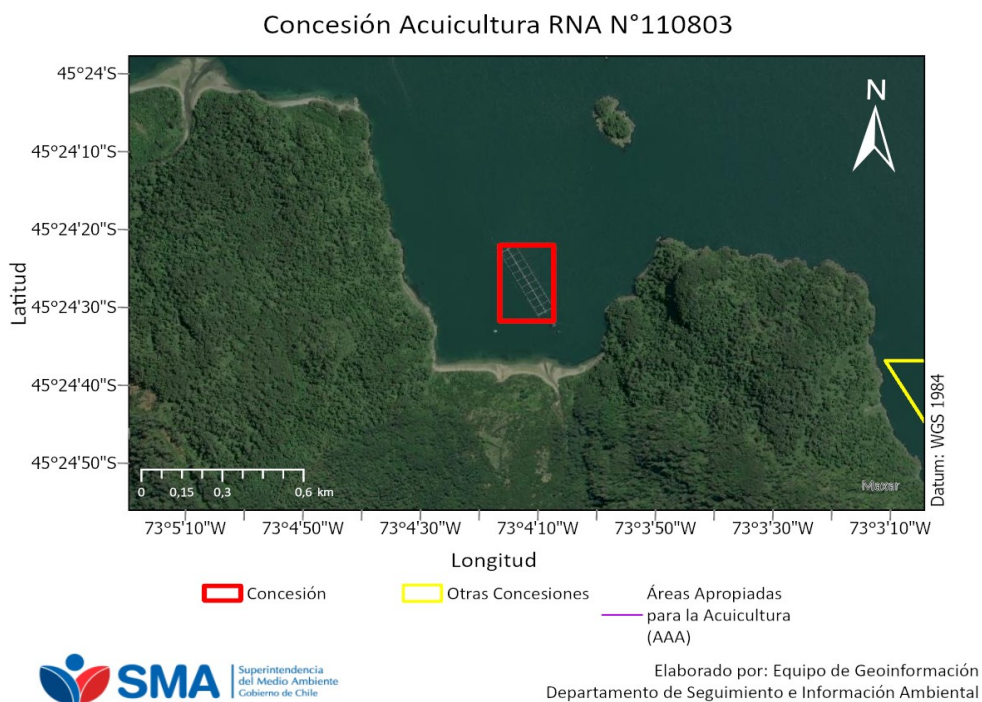 Concesión Acuicultura RNA N°110803
N
45°24'S
45°24'10"S
45°24'20"S
45°24'30"S
45°24'40"S
45°24'50"S
Latitud
0 0,15 0,3 0,6 km
Maxar
Datum: WGS 1984
73°5'10"W 73°4'50"W 73°4'30"W 73°4'10"W 73°3'50"W 73°3'30"W 73°3'10"W
Longitud
Concesión
Otras Concesiones
Áreas Apropiadas
para la Acuicultura
(AAA)
SMA
Superintendencia
del Medio Ambiente
Gobierno de Chile
Elaborado por: Equipo de Geoinformación
Departamento de Seguimiento e Información Ambiental